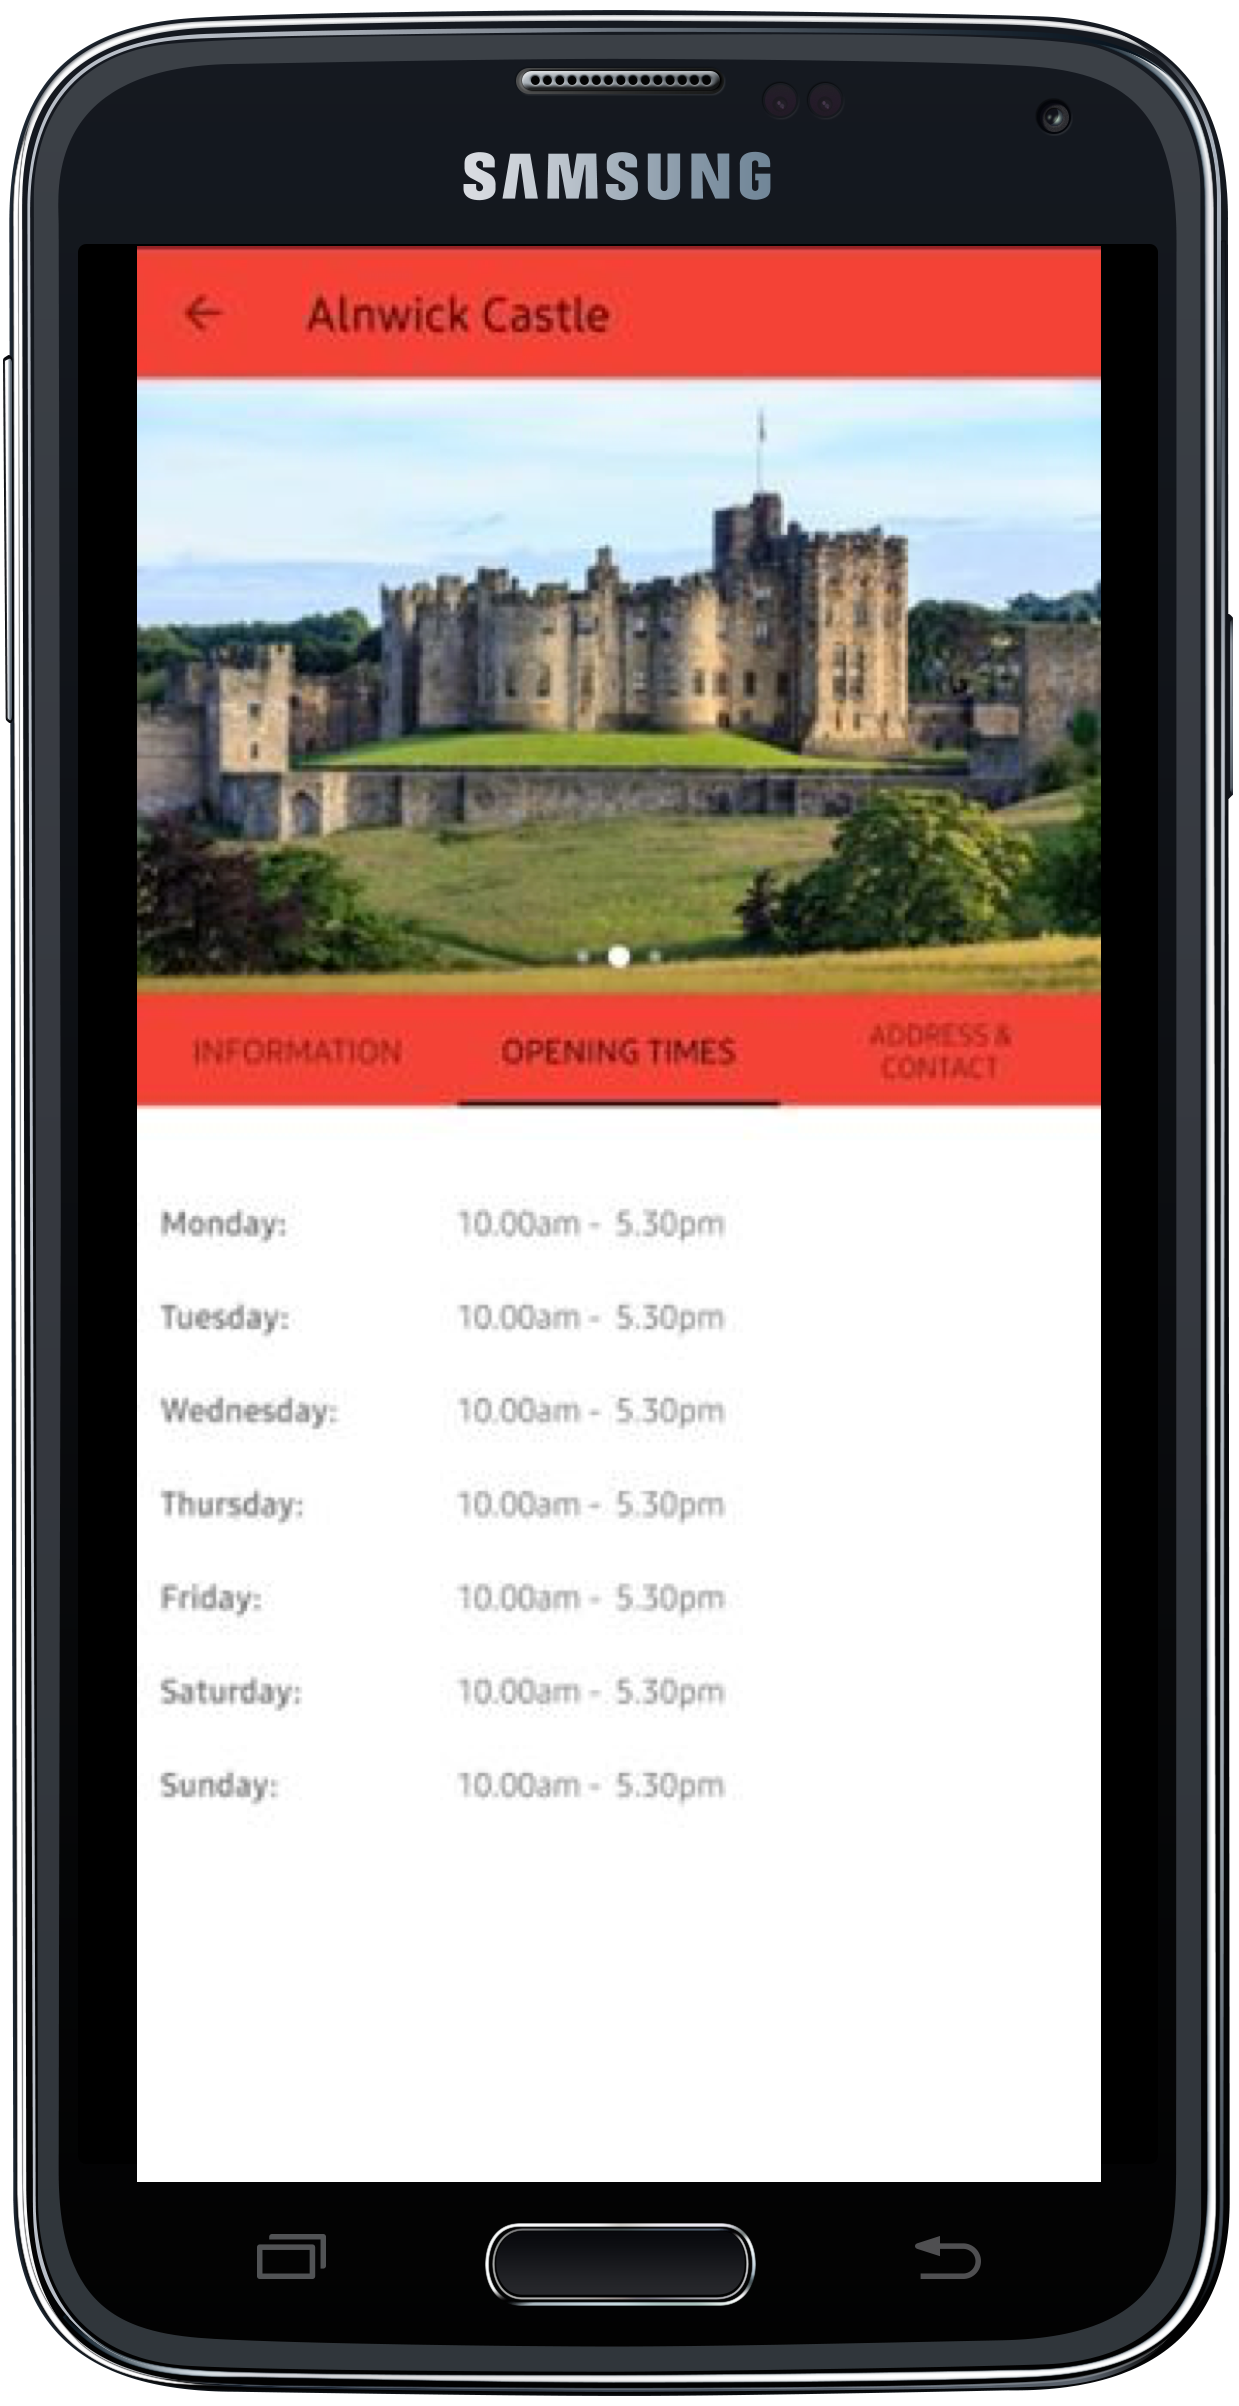 SAMSUNG
Alnwick Castle
INFORMATION
OPENING TIMES
ADDRESS &
CONTACT
Monday: 10.00am - 5.30pm
Tuesday: 10.00am - 5.30pm
Wednesday: 10.00am - 5.30pm
Thursday: 10.00am - 5.30pm
Friday: 10.00am - 5.30pm
Saturday: 10.00am - 5.30pm
Sunday: 10.00am - 5.30pm